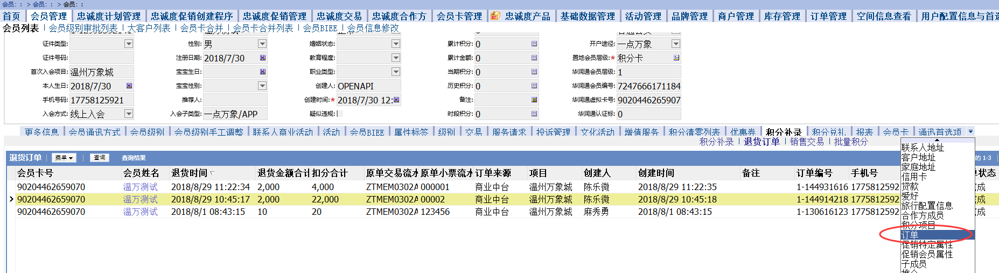 会员：： > 会员：： > 会员：：
首页 会员管理 忠诚度计划管理 忠诚度促销创建程序 忠诚度促销管理 忠诚度交易 忠诚度合作方 会员卡管理 忠诚度产品 基础数据管理 活动管理 品牌管理 商户管理 库存管理 订单管理 空间信息查看 用户配置信息与首选
会员列表 | 会员级别审批列表 | 大客户列表 | 会员卡合并 | 会员卡合并列表 | 会员BIEE | 会员信息修改
证件类型: 性别: 男 婚姻状态: 累计积分: 0 开户途径: 一点万象
证件号码: 注册日期: 2018/7/30 教育程度: 累计金额: 0 置地会员层级:★ 积分卡
首次入会项目: 温州万象城 宝宝生日: 职业类型: 当期积分: 0 华润通会员层级: 1
本人生日: 2018/7/30 宝宝性别: 创建人: OPENAPI 历史积分: 0 华润通会员编号: 7247666171184
手机号码: 17758125921 推荐人: 创建时间:★ 2018/7/30 12: 备注: 华润通虚拟卡号: 9020446265907
入会方式: 线上入会 入会子类型: 一点万象/APP 疑似违规: 时段积分: 0 华润通认证标: 0
更多信息 会员通讯方式 会员级别 会员级别手工调整 联系人商业活动 活动 会员BIEE 属性标签 级别 交易 服务请求 投诉管理 文化活动 增值服务 积分清零列表 优惠券 积分补录 积分兑礼 报表 会员卡 通讯首选项
积分补录 | 退货订单 | 销售交易 | 批量积分
退货订单 | 菜单 | 查询 查询结果 的 1-3
会员卡号 会员姓名 退货时间 退货金额合计 扣分合计 原单交易流水 原单小票流水 订单来源 项目 创建人 创建时间 备注 订单编号 手机号 单状态
90204462659070 温万测试 2018/8/29 11:22:34 2,000 4,000 ZTMEM0302A 000001 商业中台 温州万象城 陈乐微 2018/8/29 11:22:35 1-144931616 1775812592 成
90204462659070 温万测试 2018/8/29 10:45:17 2,000 22,000 ZTMEM0302A 00002 商业中台 温州万象城 陈乐微 2018/8/29 10:45:18 1-144914218 1775812592 成
90204462659070 温万测试 2018/8/1 08:43:15 10 20 ZTMEM0302A 123456 商业中台 温州万象城 麻秀勇 2018/8/1 08:43:15 1-130616123 1775812592 成
联系人地址
客户地址
家庭地址
信用卡
贷款
爱好
旅行配置信息
合作方成员
积分项目
订单
促销特定属性
促销会员属性
子成员